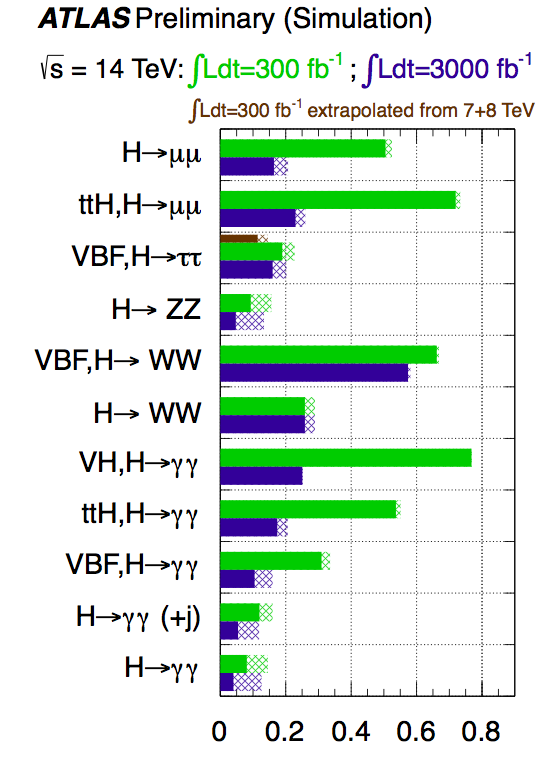 ATLAS Preliminary (Simulation)
√s = 14 TeV: ∫Ldt=300 fb⁻¹ ; ∫Ldt=3000 fb⁻¹
∫Ldt=300 fb⁻¹ extrapolated from 7+8 TeV
H→μμ
ttH,H→μμ
VBF,H→ττ
H→ ZZ
VBF,H→ WW
H→ WW
VH,H→γγ
ttH,H→γγ
VBF,H→γγ
H→γγ (+j)
H→γγ
0 0.2 0.4 0.6 0.8